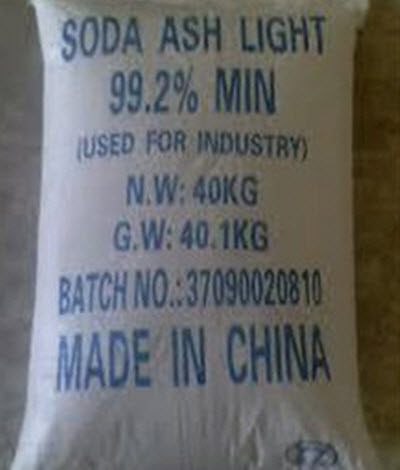 SODA ASH LIGHT
99.2% MIN
(USED FOR INDUSTRY)
N.W: 40KG
G.W: 40.1KG
BATCH NO.:37090020810
MADE IN CHINA